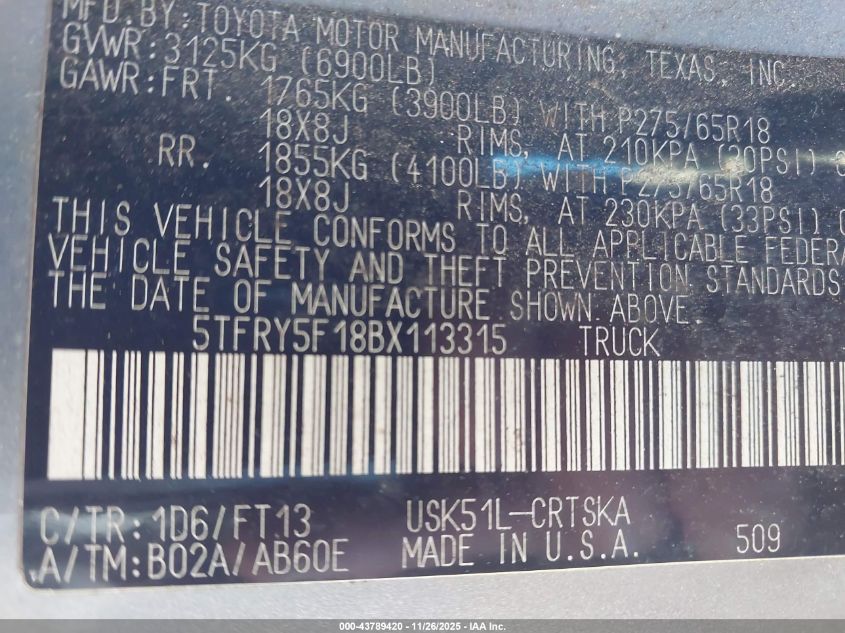 MFD.BY:TOYOTA MOTOR MANUFACTURING, TEXAS, INC
GVWR:3125KG (6900LB)
GAWR:FRT. 1765KG (3900LB) WITH P275/65R18
18X8J RIMS, AT 210KPA (30PSI)
RR. 1855KG (4100LB) WITH P275/65R18
18X8J RIMS, AT 230KPA (33PSI)
THIS VEHICLE CONFORMS TO ALL APPLICABLE FEDERA
VEHICLE SAFETY AND THEFT PREVENTION STANDARDS
THE DATE OF MANUFACTURE SHOWN ABOVE.
5TFRY5F18BX113315 TRUCK
C/TR:1D6/FT13 USK51L-CRTSKA
A/TM:B02A/AB60E MADE IN U.S.A. 509
000-43789420 - 11/26/2025 - IAA Inc.